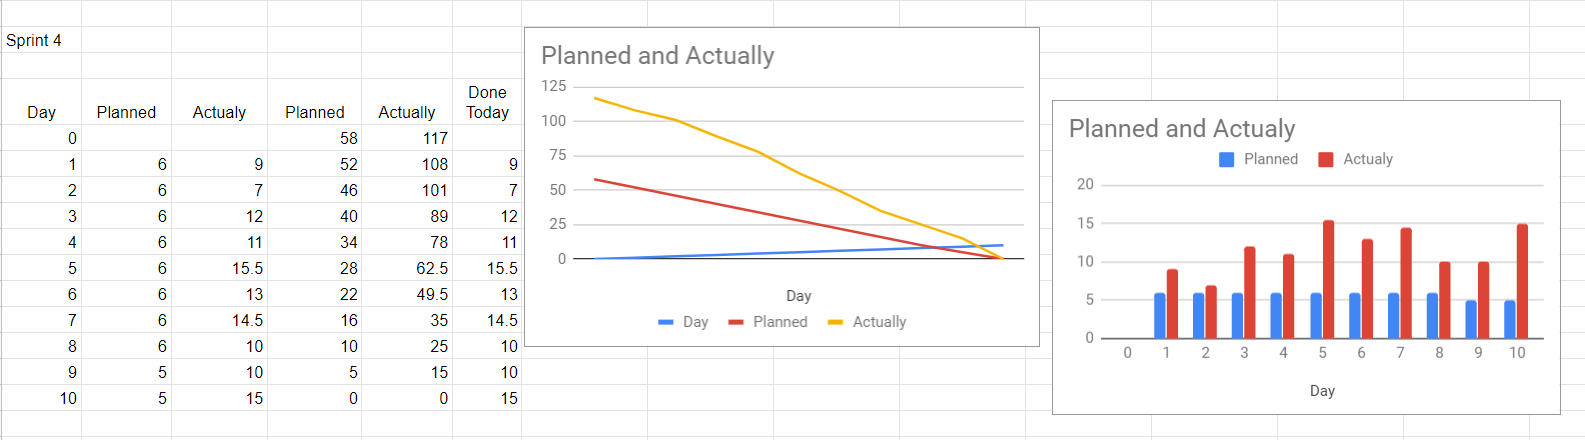 Sprint 4
Day Planned Actualy Planned Actually Done Today
0 58 117
1 6 9 52 108 9
2 6 7 46 101 7
3 6 12 40 89 12
4 6 11 34 78 11
5 6 15.5 28 62.5 15.5
6 6 13 22 49.5 13
7 6 14.5 16 35 14.5
8 6 10 10 25 10
9 5 10 5 15 10
10 5 15 0 0 15
Planned and Actually
125
100
75
50
25
0
Day
Day Planned Actually
Planned and Actualy
Planned Actualy
20
15
10
5
0
0 1 2 3 4 5 6 7 8 9 10
Day